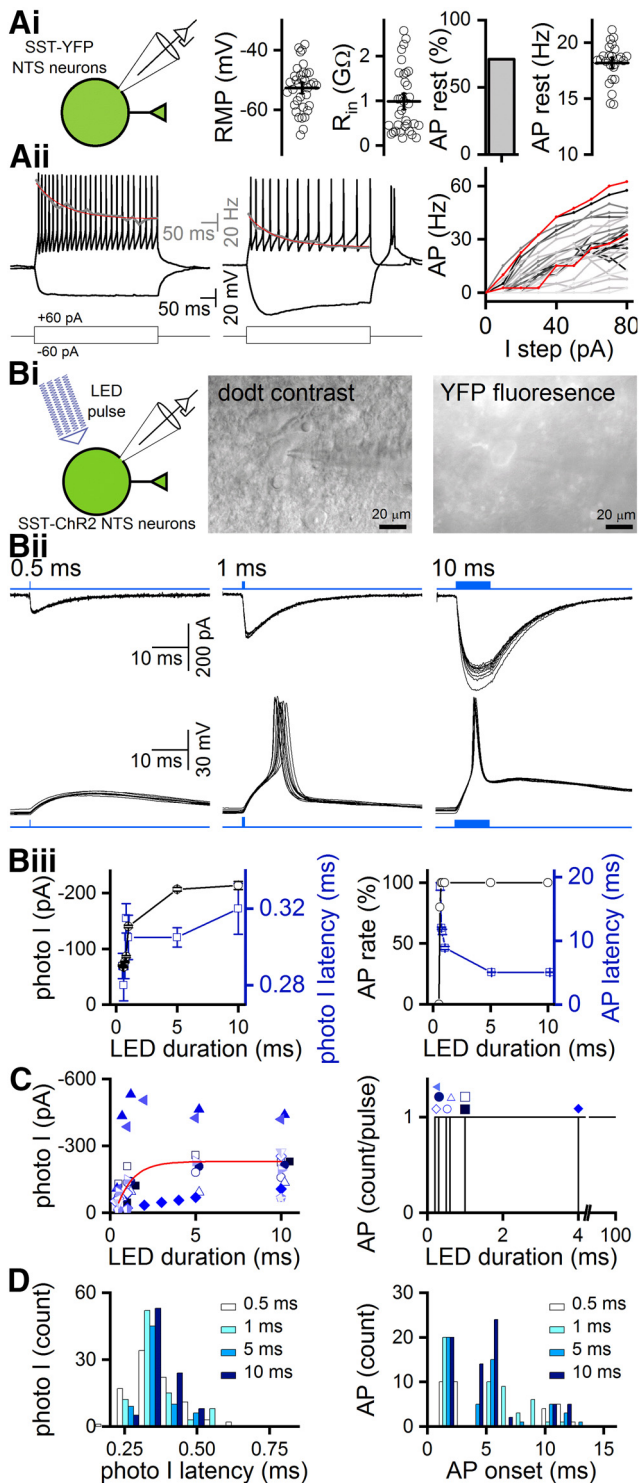 Ai
SST-YFP
NTS neurons
RMP (mV)
-40
-60
Rin (GΩ)
2
1
0
AP rest (%)
100
50
0
AP rest (Hz)
20
15
10
Aii
50 ms
20 Hz
50 ms
20 mV
+60 pA
-60 pA
AP (Hz)
60
30
0
0 40 80
I step (pA)
Bi
LED
pulse
SST-ChR2 NTS neurons
dodt contrast
20 μm
YFP fluoresence
20 μm
Bii
0.5 ms
1 ms
10 ms
10 ms
200 pA
10 ms
30 mV
Biii
photo I (pA)
-200
-100
0
0 5 10
LED duration (ms)
0.32
0.28
photo I latency (ms)
AP rate (%)
100
50
0
0 5 10
LED duration (ms)
20
10
0
AP latency (ms)
C
photo I (pA)
-600
-300
0
0 5 10
LED duration (ms)
AP (count/pulse)
1
0 2 4 100
LED duration (ms)
D
photo I (count)
60
30
0
0.25 0.50 0.75
photo I latency (ms)
0.5 ms
1 ms
5 ms
10 ms
AP (count)
30
20
10
0
0 5 10 15
AP onset (ms)
0.5 ms
1 ms
5 ms
10 ms